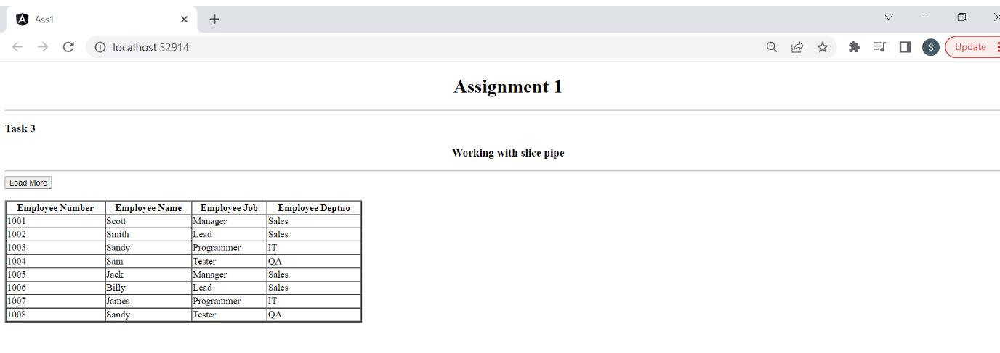 Ass1
localhost:52914
S
Update
Assignment 1
Task 3
Working with slice pipe
Load More
Employee Number Employee Name Employee Job Employee Deptno
1001 Scott Manager Sales
1002 Smith Lead Sales
1003 Sandy Programmer IT
1004 Sam Tester QA
1005 Jack Manager Sales
1006 Billy Lead Sales
1007 James Programmer IT
1008 Sandy Tester QA